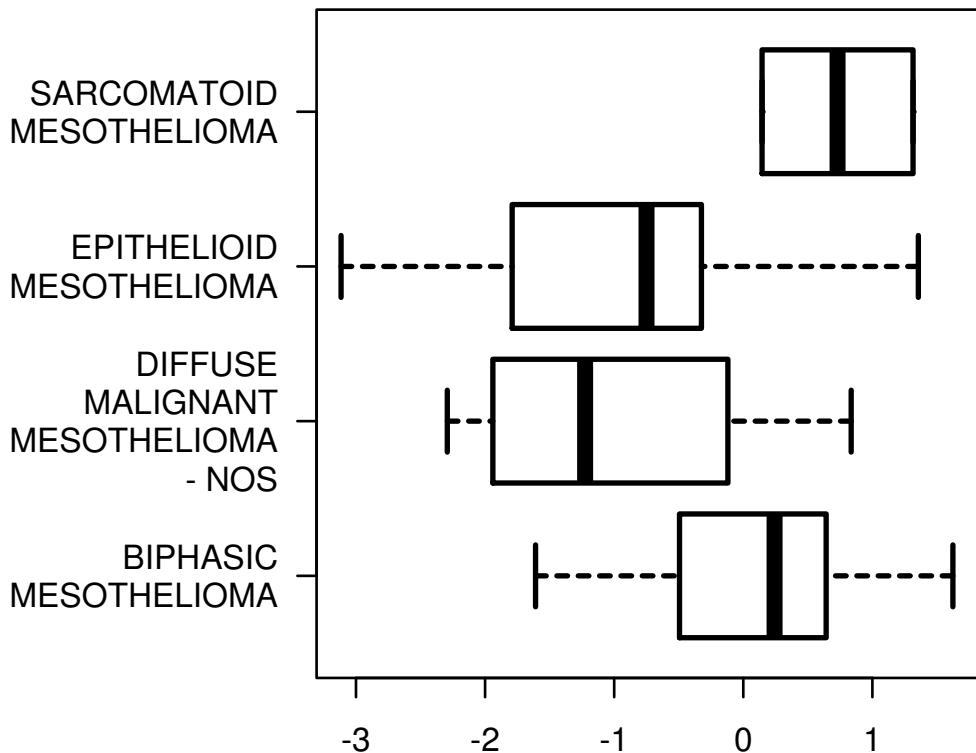 SARCOMATOID
MESOTHELIOMA
EPITHELIOID
MESOTHELIOMA
DIFFUSE
MALIGNANT
MESOTHELIOMA
- NOS
BIPHASIC
MESOTHELIOMA
-3 -2 -1 0 1